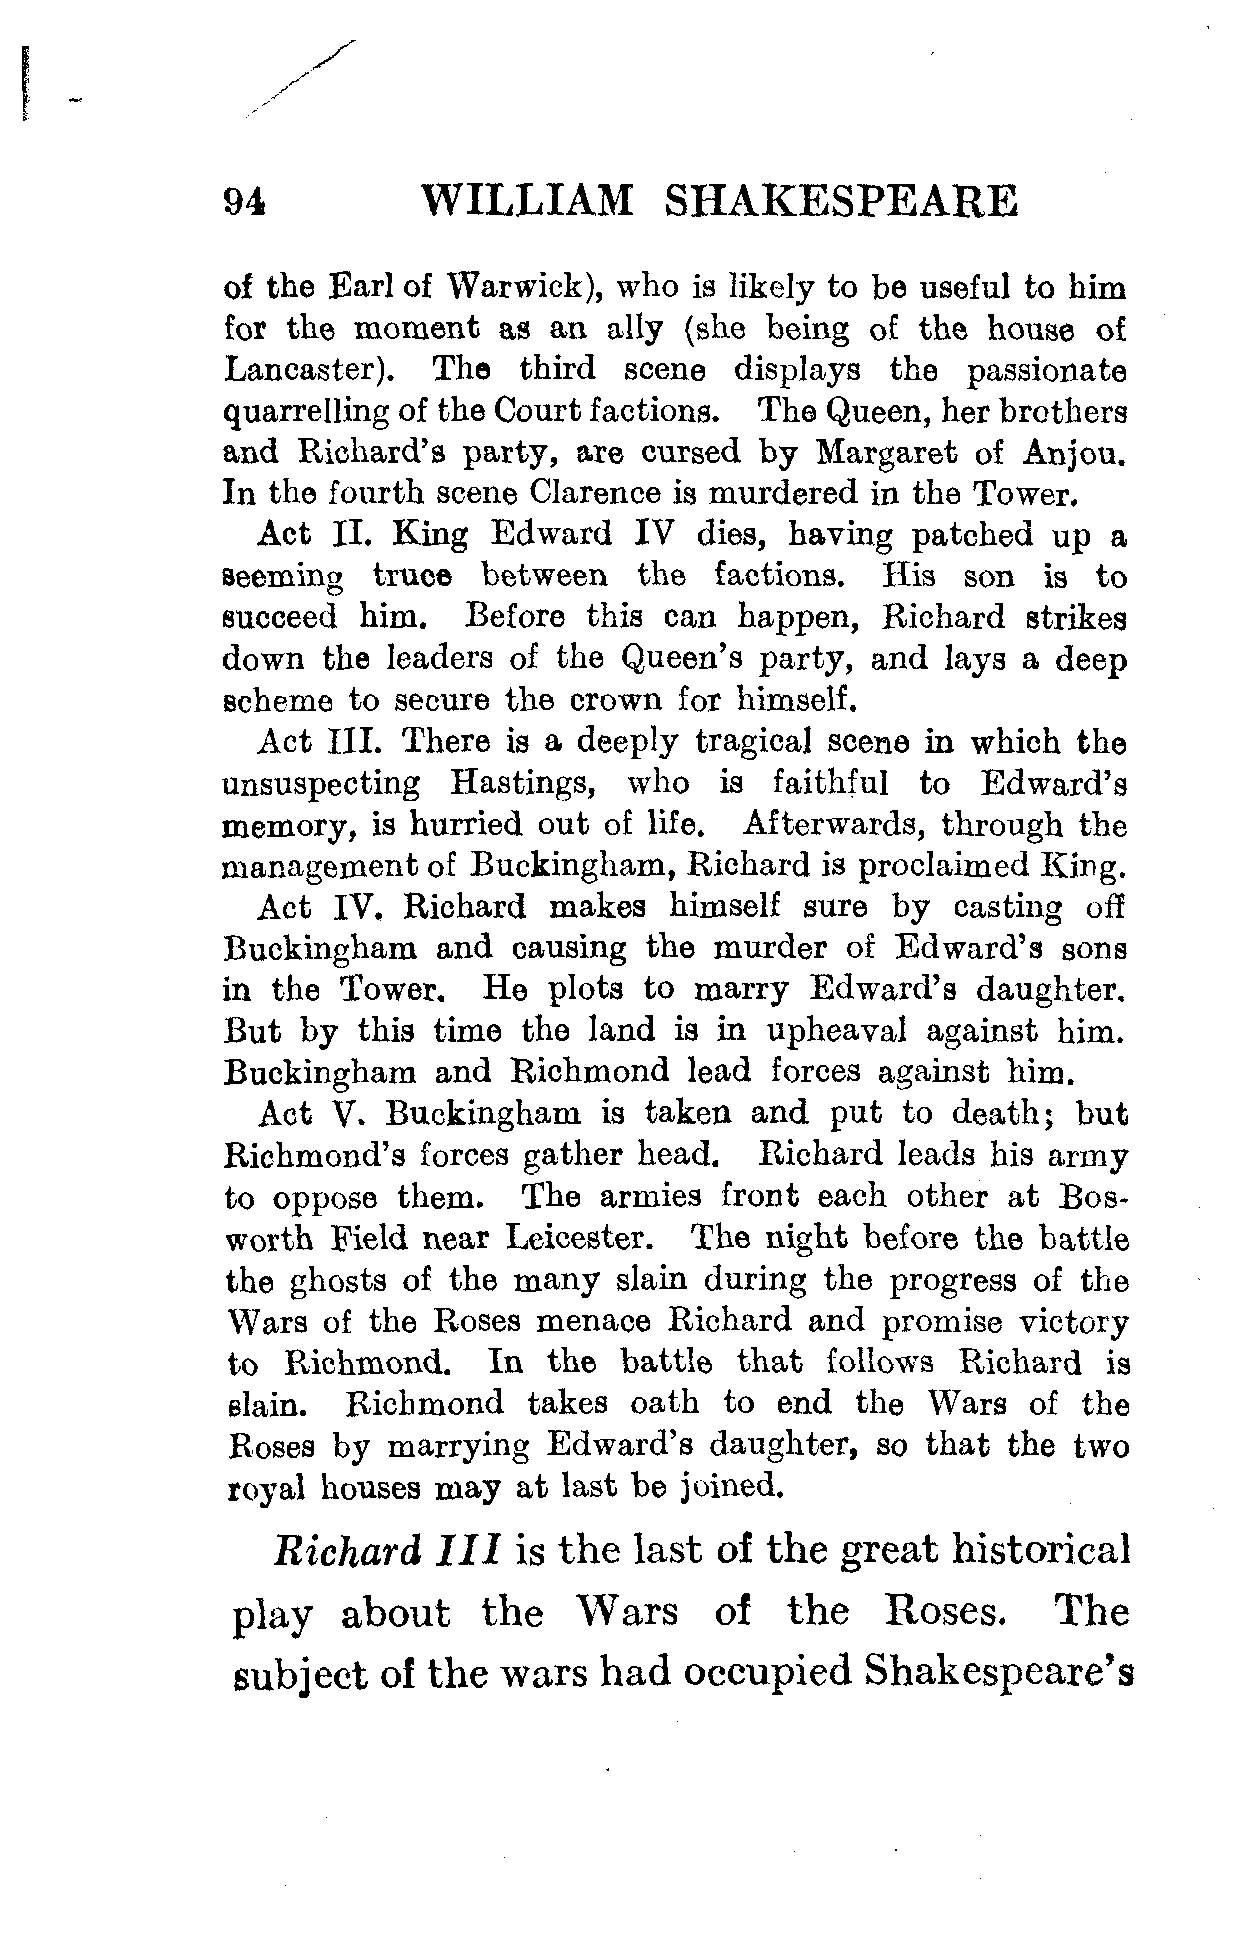 94 WILLIAM SHAKESPEARE
of the Earl of Warwick), who is likely to be useful to him
for the moment as an ally (she being of the house of
Lancaster). The third scene displays the passionate
quarrelling of the Court factions. The Queen, her brothers
and Richard's party, are cursed by Margaret of Anjou.
In the fourth scene Clarence is murdered in the Tower.
Act II. King Edward IV dies, having patched up a
seeming truce between the factions. His son is to
succeed him. Before this can happen, Richard strikes
down the leaders of the Queen's party, and lays a deep
scheme to secure the crown for himself.
Act III. There is a deeply tragical scene in which the
unsuspecting Hastings, who is faithful to Edward's
memory, is hurried out of life. Afterwards, through the
management of Buckingham, Richard is proclaimed King.
Act IV. Richard makes himself sure by casting off
Buckingham and causing the murder of Edward's sons
in the Tower. He plots to marry Edward's daughter.
But by this time the land is in upheaval against him.
Buckingham and Richmond lead forces against him.
Act V. Buckingham is taken and put to death; but
Richmond's forces gather head. Richard leads his army
to oppose them. The armies front each other at Bos-
worth Field near Leicester. The night before the battle
the ghosts of the many slain during the progress of the
Wars of the Roses menace Richard and promise victory
to Richmond. In the battle that follows Richard is
slain. Richmond takes oath to end the Wars of the
Roses by marrying Edward's daughter, so that the two
royal houses may at last be joined.
Richard III is the last of the great historical
play about the Wars of the Roses. The
subject of the wars had occupied Shakespeare's